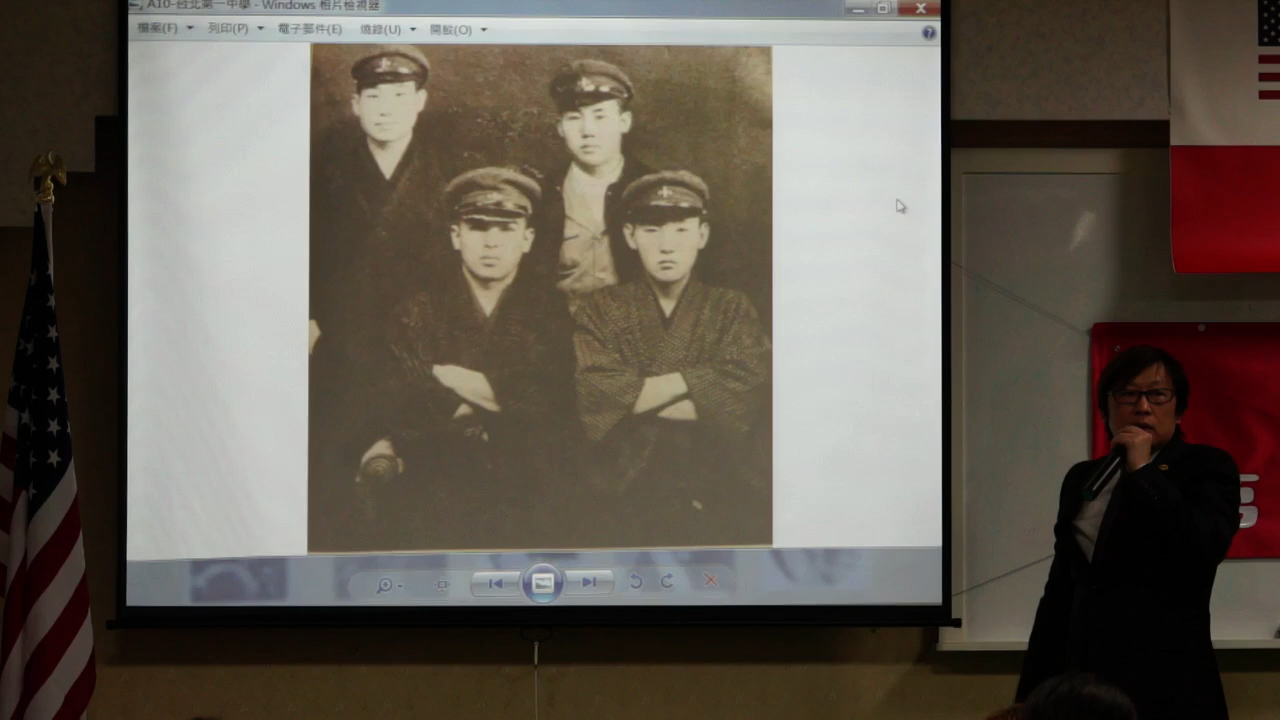 A10-台北第一中學 - Windows 相片檢視器
檔案(F) 列印(P) 電子郵件(E) 燒錄(U) 開啟(O)